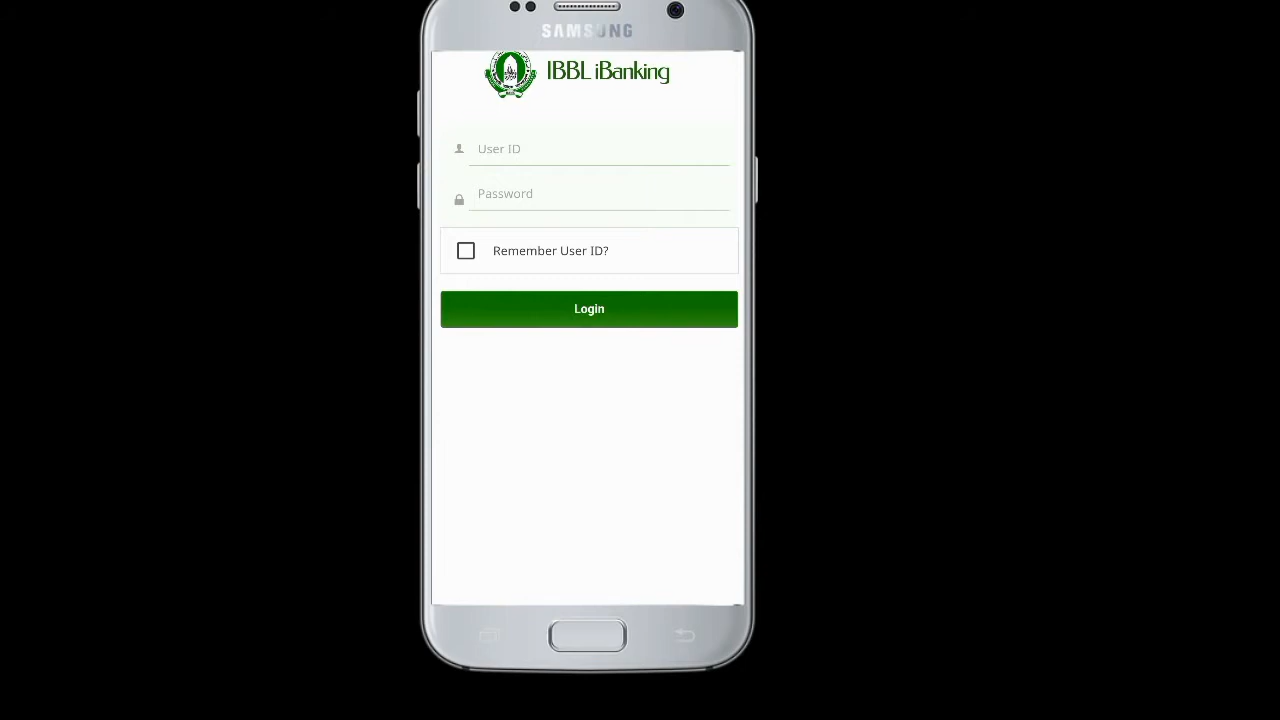 SAMSUNG
IBBL iBanking
User ID
Password
Remember User ID?
Login